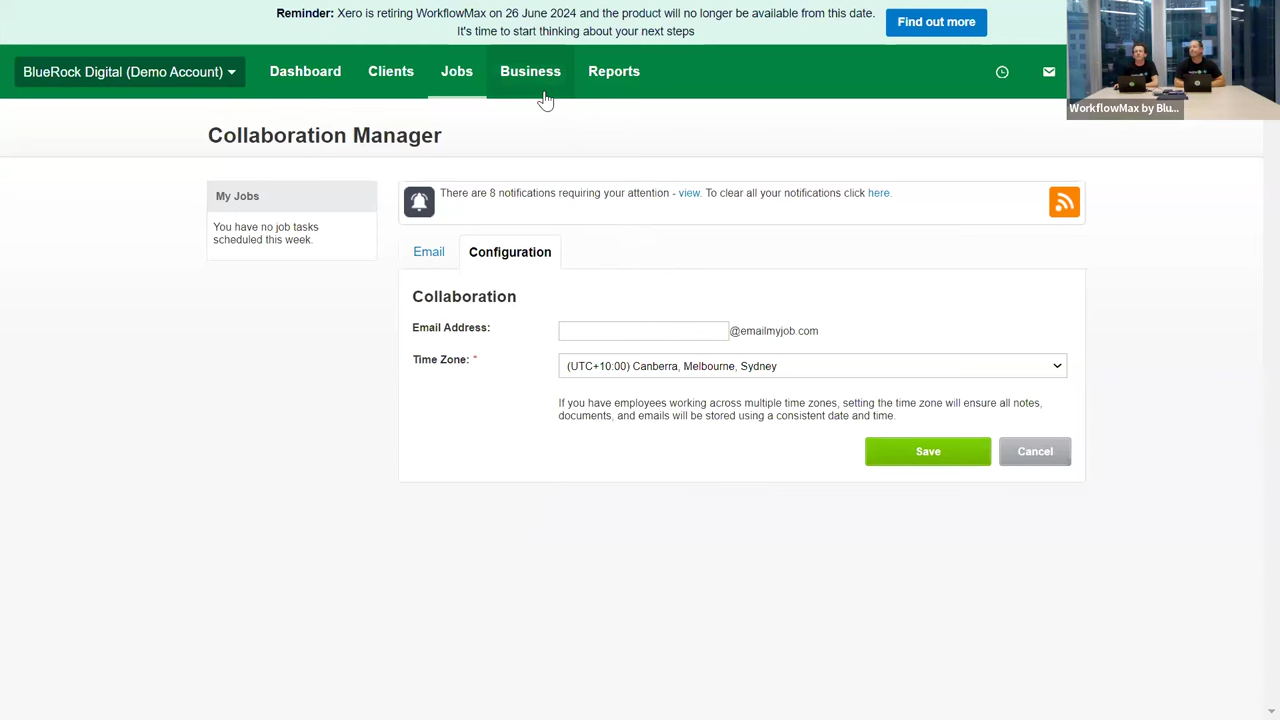 Reminder: Xero is retiring WorkflowMax on 26 June 2024 and the product will no longer be available from this date.
It's time to start thinking about your next steps
Find out more
BlueRock Digital (Demo Account)
Dashboard
Clients
Jobs
Business
Reports
WorkflowMax by Blu...
Collaboration Manager
My Jobs
You have no job tasks
scheduled this week.
There are 8 notifications requiring your attention - view. To clear all your notifications click here.
Email
Configuration
Collaboration
Email Address:
@emailmyjob.com
Time Zone: *
(UTC+10:00) Canberra, Melbourne, Sydney
If you have employees working across multiple time zones, setting the time zone will ensure all notes,
documents, and emails will be stored using a consistent date and time.
Save
Cancel